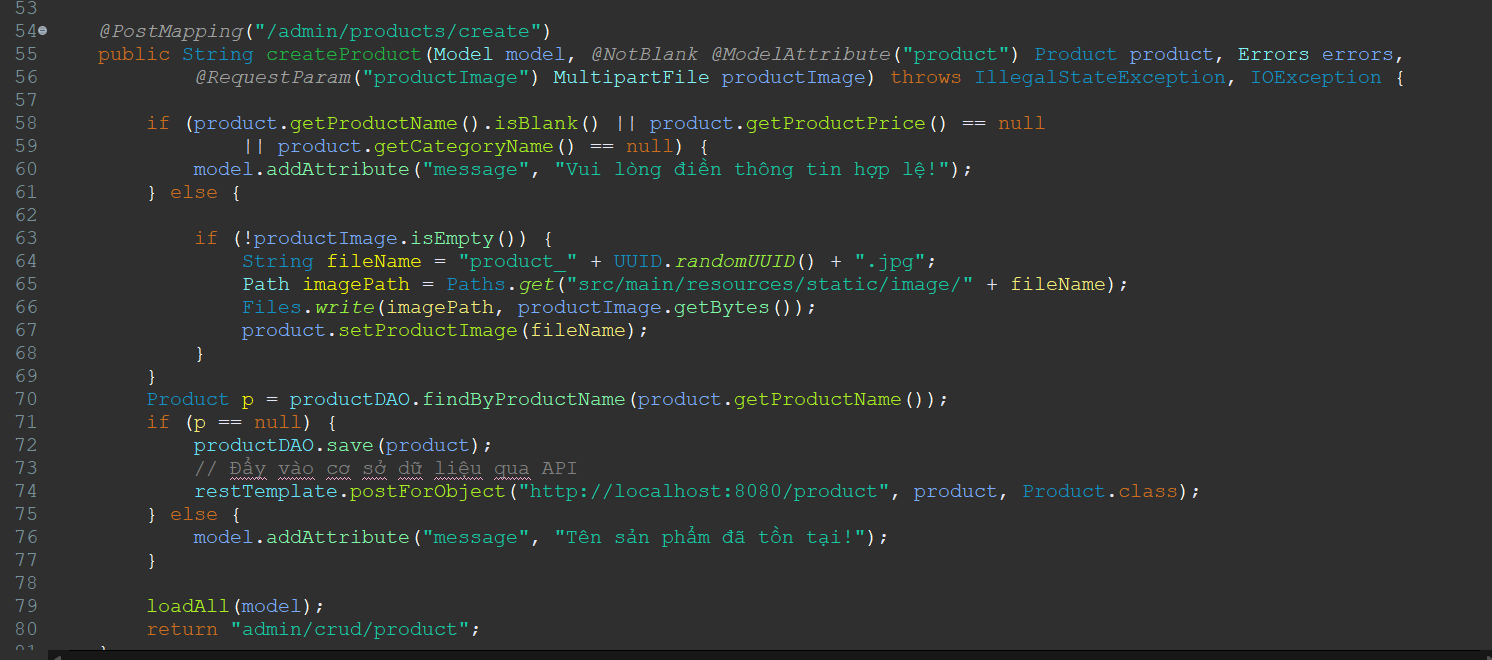 53
54 @PostMapping("/admin/products/create")
55 public String createProduct(Model model, @NotBlank @ModelAttribute("product") Product product, Errors errors,
56 @RequestParam("productImage") MultipartFile productImage) throws IllegalStateException, IOException {
57
58 if (product.getProductName().isBlank() || product.getProductPrice() == null
59 || product.getCategoryName() == null) {
60 model.addAttribute("message", "Vui lòng điền thông tin hợp lệ!");
61 } else {
62
63 if (!productImage.isEmpty()) {
64 String fileName = "product_" + UUID.randomUUID() + ".jpg";
65 Path imagePath = Paths.get("src/main/resources/static/image/" + fileName);
66 Files.write(imagePath, productImage.getBytes());
67 product.setProductImage(fileName);
68 }
69 }
70 Product p = productDAO.findByProductName(product.getProductName());
71 if (p == null) {
72 productDAO.save(product);
73 // Đẩy vào cơ sở dữ liệu qua API
74 restTemplate.postForObject("http://localhost:8080/product", product, Product.class);
75 } else {
76 model.addAttribute("message", "Tên sản phẩm đã tồn tại!");
77 }
78
79 loadAll(model);
80 return "admin/crud/product";